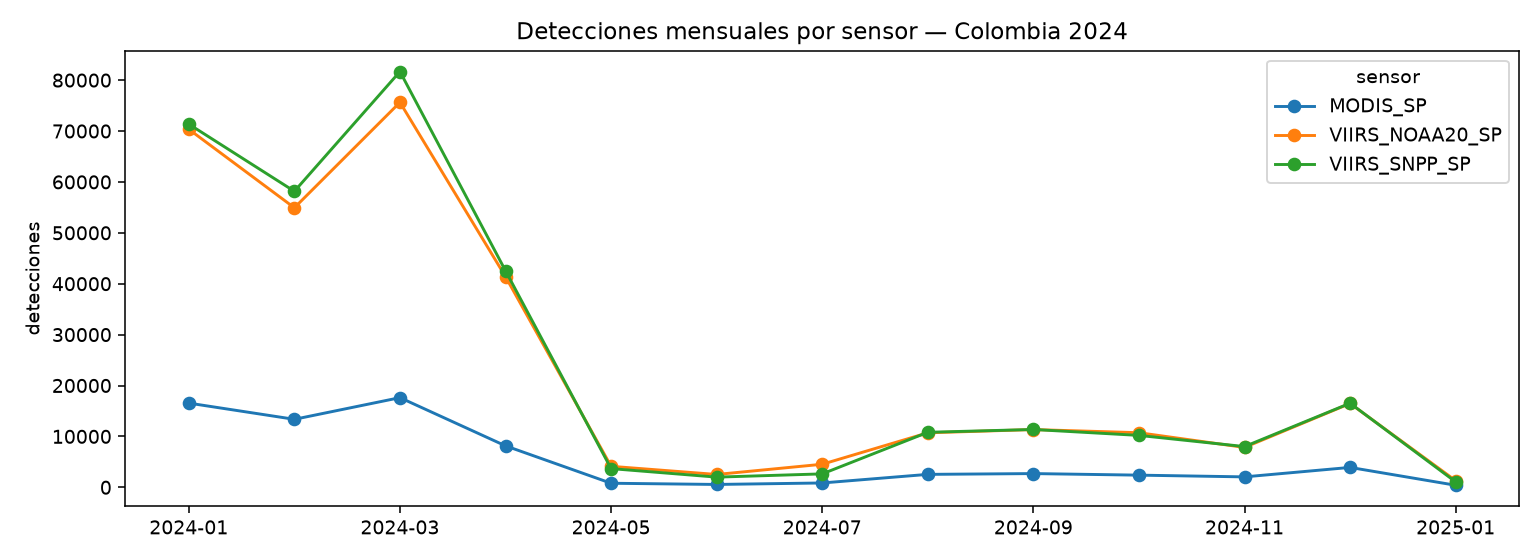 Detecciones mensuales por sensor — Colombia 2024
sensor
MODIS_SP
VIIRS_NOAA20_SP
VIIRS_SNPP_SP
detecciones
80000
70000
60000
50000
40000
30000
20000
10000
0
2024-01
2024-03
2024-05
2024-07
2024-09
2024-11
2025-01